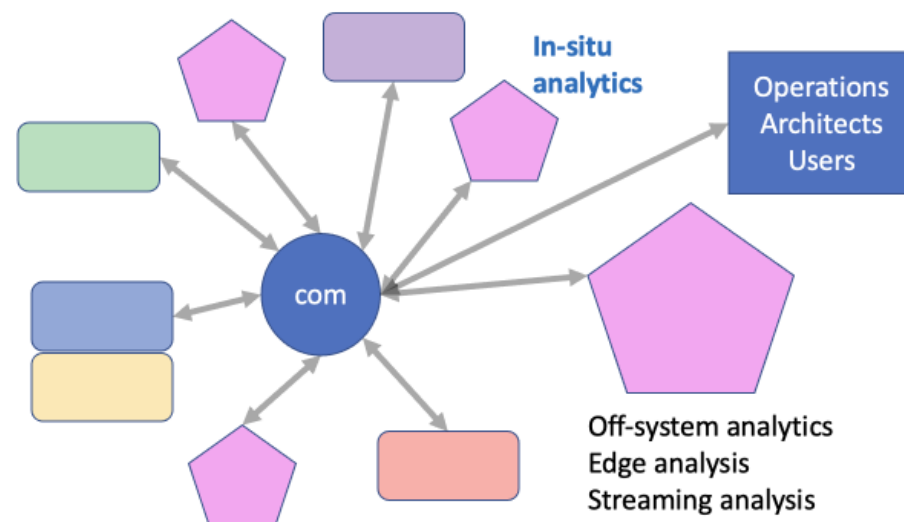 In-situ
analytics
Operations
Architects
Users
com
Off-system analytics
Edge analysis
Streaming analysis